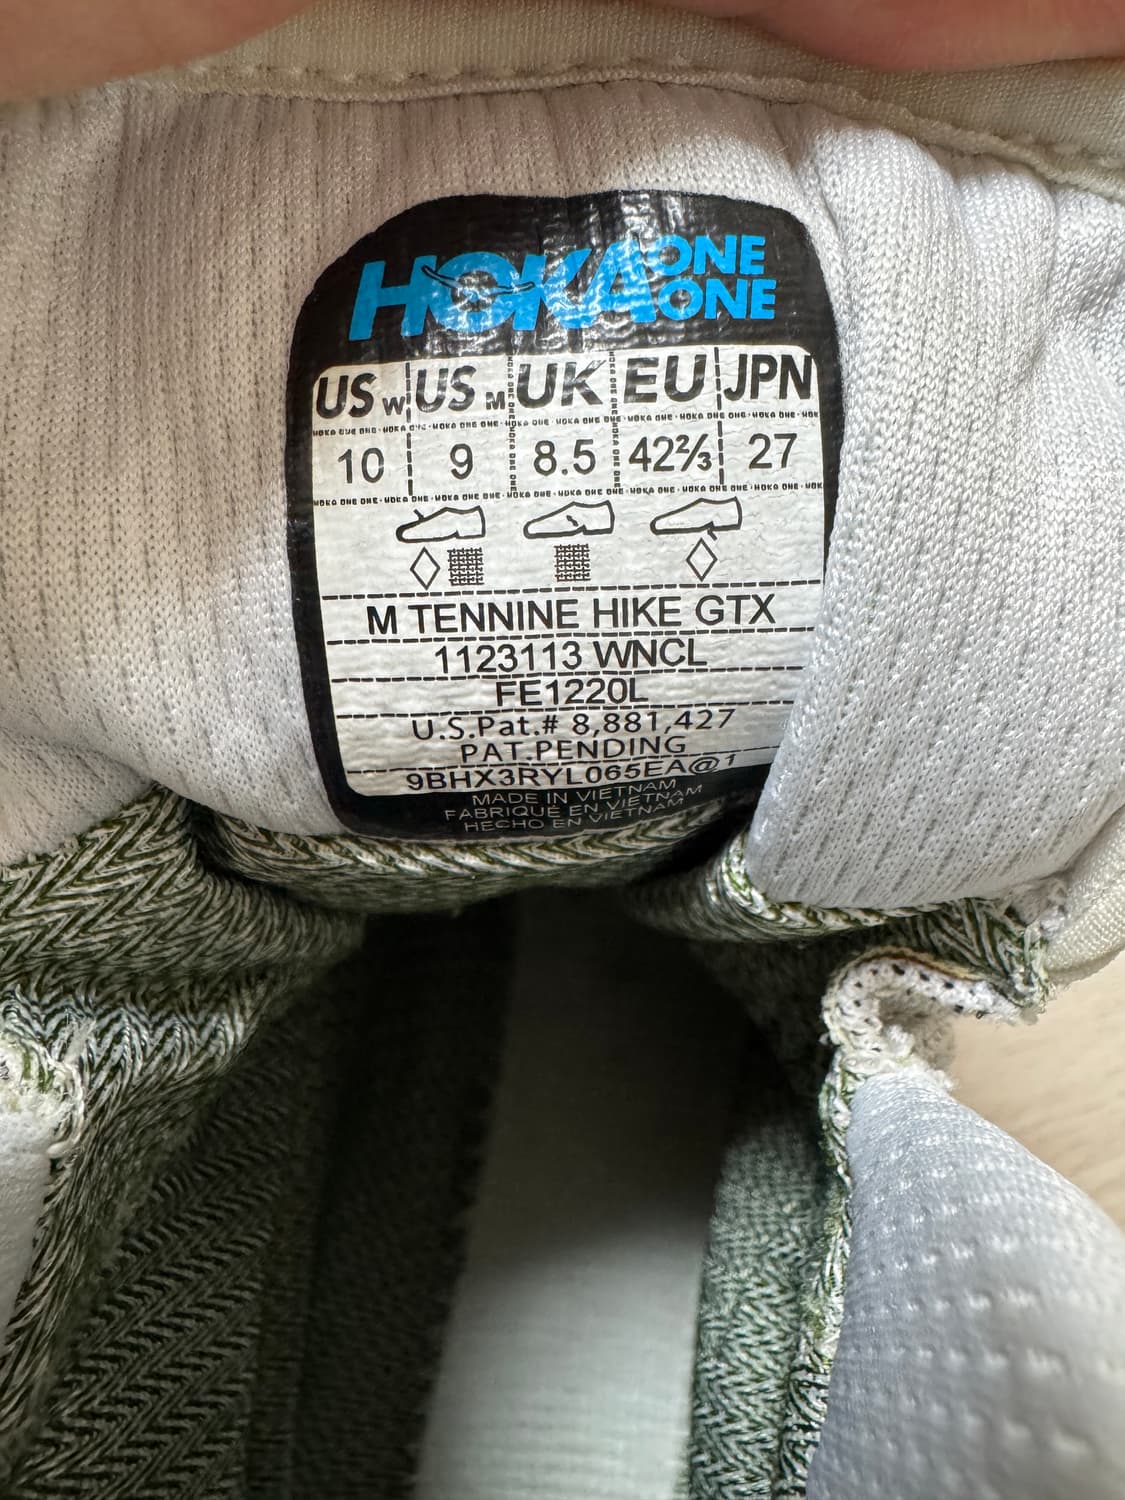 HOKA ONE ONE
US W US M UK EU JPN
10 9 8.5 42⅔ 27
M TENNINE HIKE GTX
1123113 WNCL
FE1220L
U.S.Pat.# 8,881,427
PAT.PENDING
9BHX3RYL065EA@1
MADE IN VIETNAM
FABRIQUÉ EN VIETNAM
HECHO EN VIETNAM